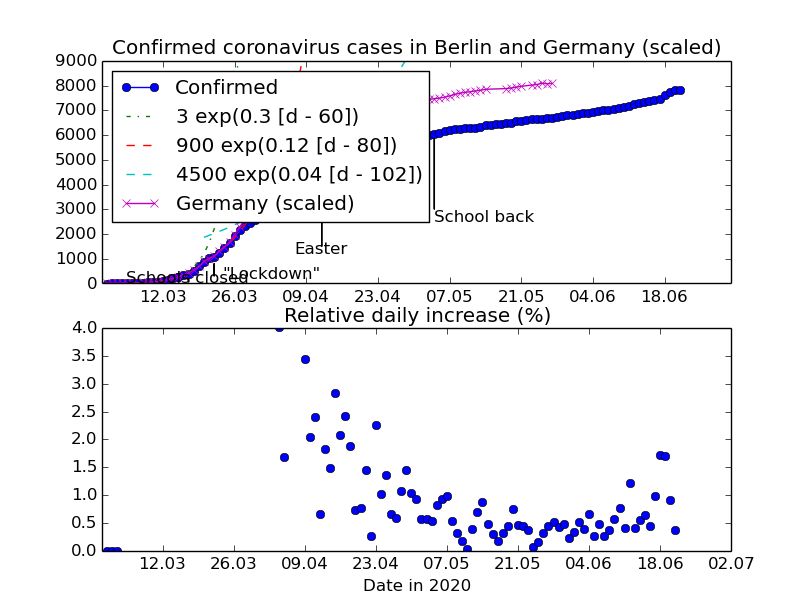 Confirmed coronavirus cases in Berlin and Germany (scaled)
9000
8000
7000
6000
5000
4000
3000
2000
1000
0
Confirmed
3 exp(0.3 [d - 60])
900 exp(0.12 [d - 80])
4500 exp(0.04 [d - 102])
Germany (scaled)
School back
Easter
"Lockdown"
Schools closed
12.03 26.03 09.04 23.04 07.05 21.05 04.06 18.06
Relative daily increase (%)
4.0
3.5
3.0
2.5
2.0
1.5
1.0
0.5
0.0
12.03 26.03 09.04 23.04 07.05 21.05 04.06 18.06 02.07
Date in 2020